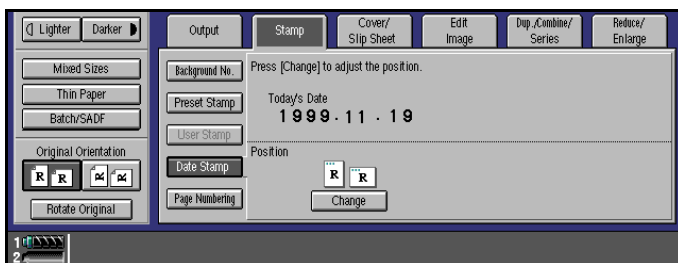 Lighter
Darker
Mixed Sizes
Thin Paper
Batch/SADF
Original Orientation
R R
R R
Rotate Original
Output
Stamp
Cover/
Slip Sheet
Edit
Image
Dup./Combine/
Series
Reduce/
Enlarge
Background No.
Preset Stamp
User Stamp
Date Stamp
Page Numbering
Press [Change] to adjust the position.
Today's Date
1999.11.19
Position
R R
Change
1
2